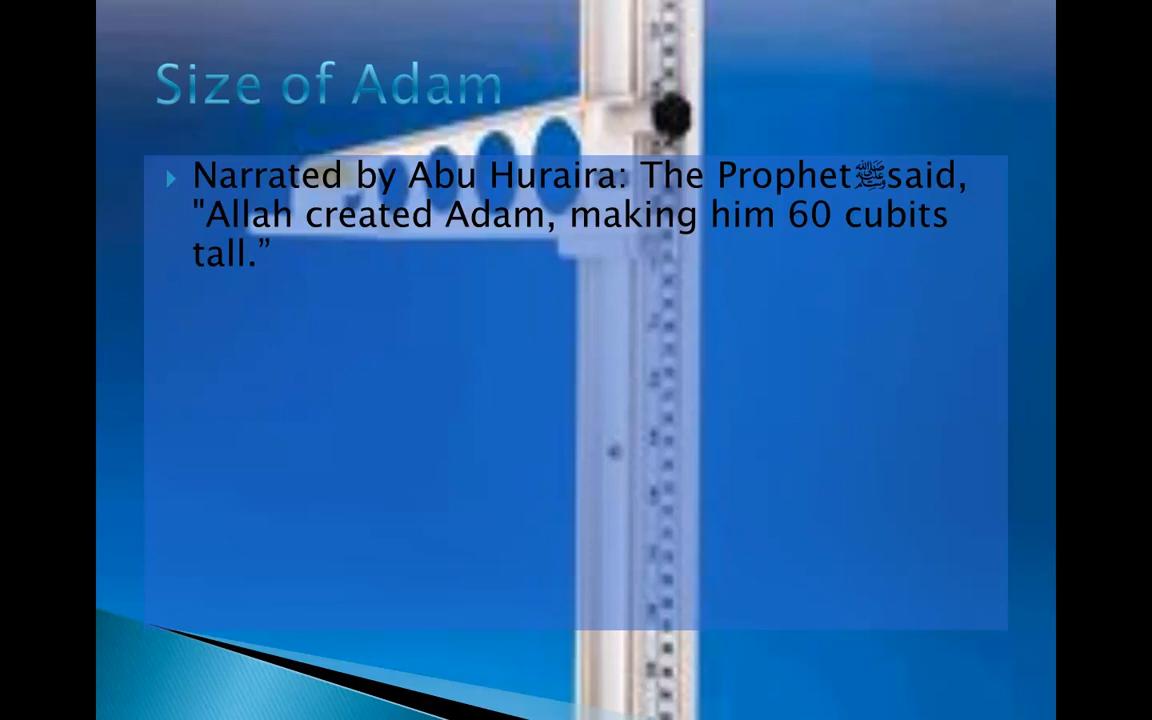 Size of Adam
Narrated by Abu Huraira: The Prophetﷺsaid,
"Allah created Adam, making him 60 cubits
tall.”